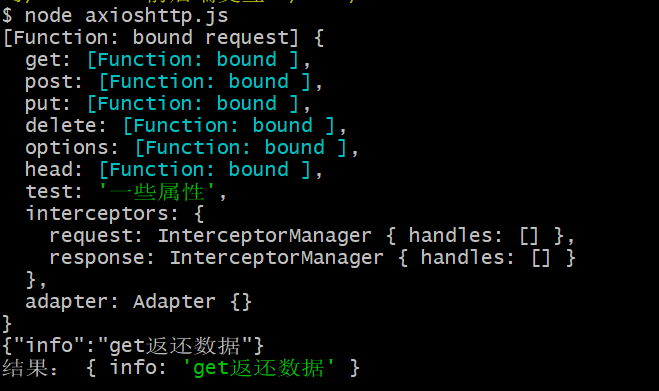 $ node axioshttp.js
[Function: bound request] {
  get: [Function: bound ],
  post: [Function: bound ],
  put: [Function: bound ],
  delete: [Function: bound ],
  options: [Function: bound ],
  head: [Function: bound ],
  test: '一些属性',
  interceptors: {
    request: InterceptorManager { handles: [] },
    response: InterceptorManager { handles: [] }
  },
  adapter: Adapter {}
}
{"info":"get返还数据"}
结果： { info: 'get返还数据' }